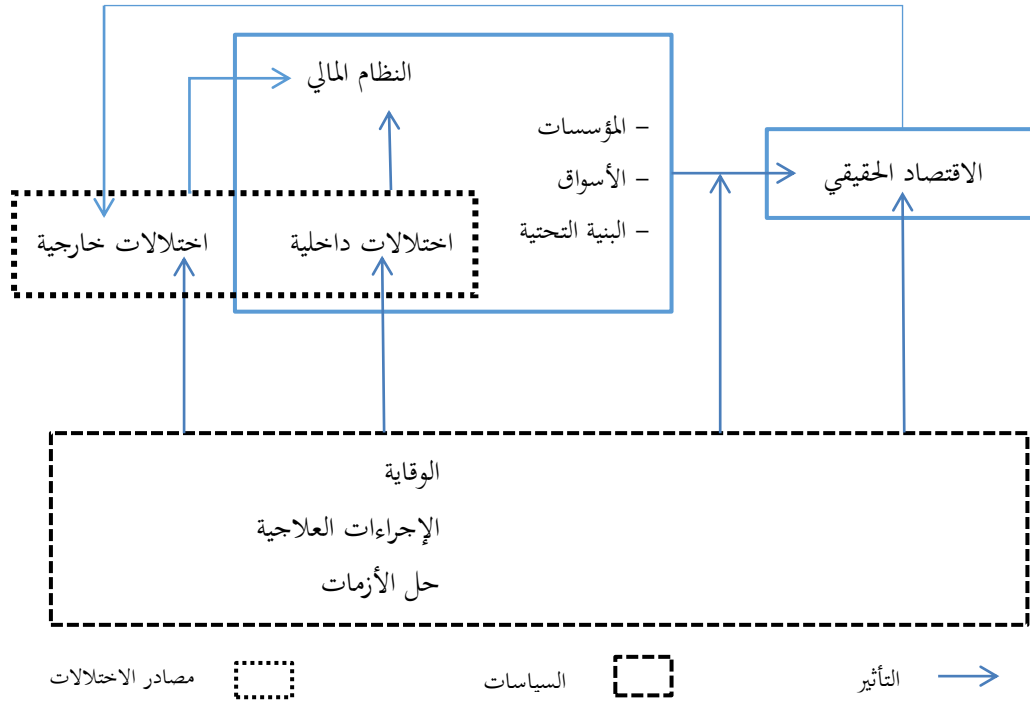 النظام المالي
– المؤسسات
– الأسواق
– البنية التحتية
الاقتصاد الحقيقي
اختلالات داخلية
اختلالات خارجية
الوقاية
الإجراءات العلاجية
حل الأزمات
التأثير
السياسات
مصادر الاختلالات